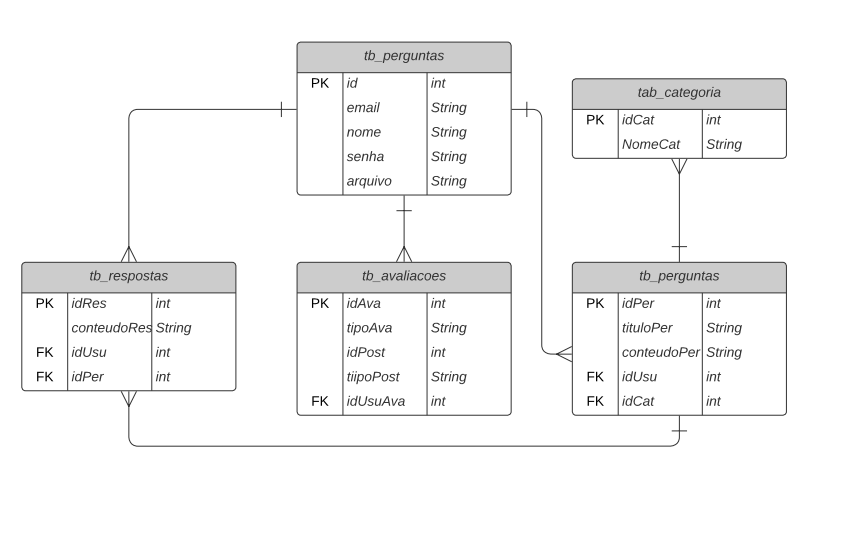 tb_perguntas
PK id int
email String
nome String
senha String
arquivo String
tab_categoria
PK idCat int
NomeCat String
tb_respostas
PK idRes int
conteudoRes String
FK idUsu int
FK idPer int
tb_avaliacoes
PK idAva int
tipoAva String
idPost int
tiipoPost String
FK idUsuAva int
tb_perguntas
PK idPer int
tituloPer String
conteudoPer String
FK idUsu int
FK idCat int